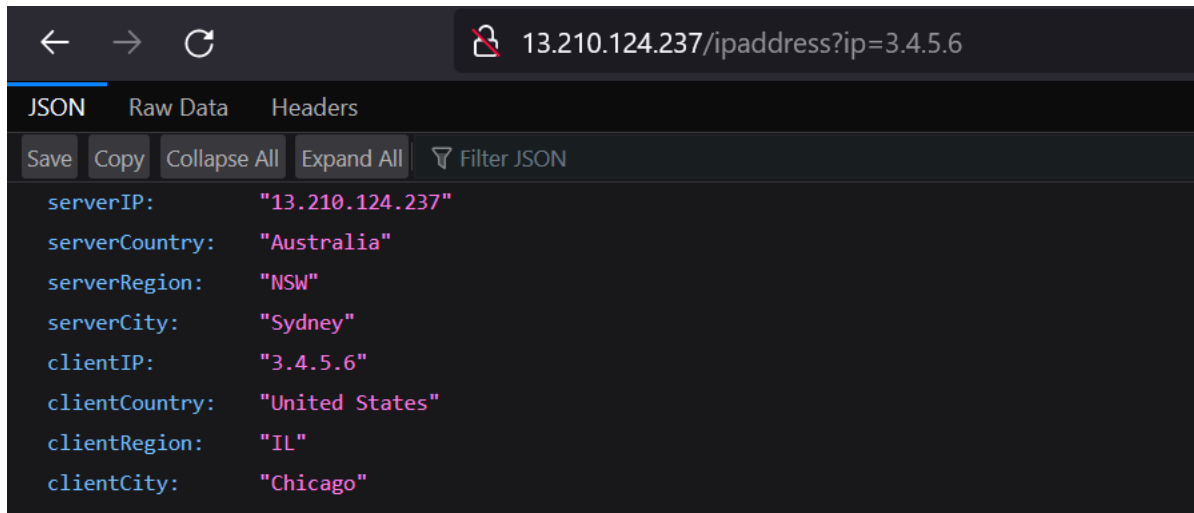 13.210.124.237/ipaddress?ip=3.4.5.6
JSON Raw Data Headers
Save Copy Collapse All Expand All Filter JSON
serverIP: "13.210.124.237"
serverCountry: "Australia"
serverRegion: "NSW"
serverCity: "Sydney"
clientIP: "3.4.5.6"
clientCountry: "United States"
clientRegion: "IL"
clientCity: "Chicago"